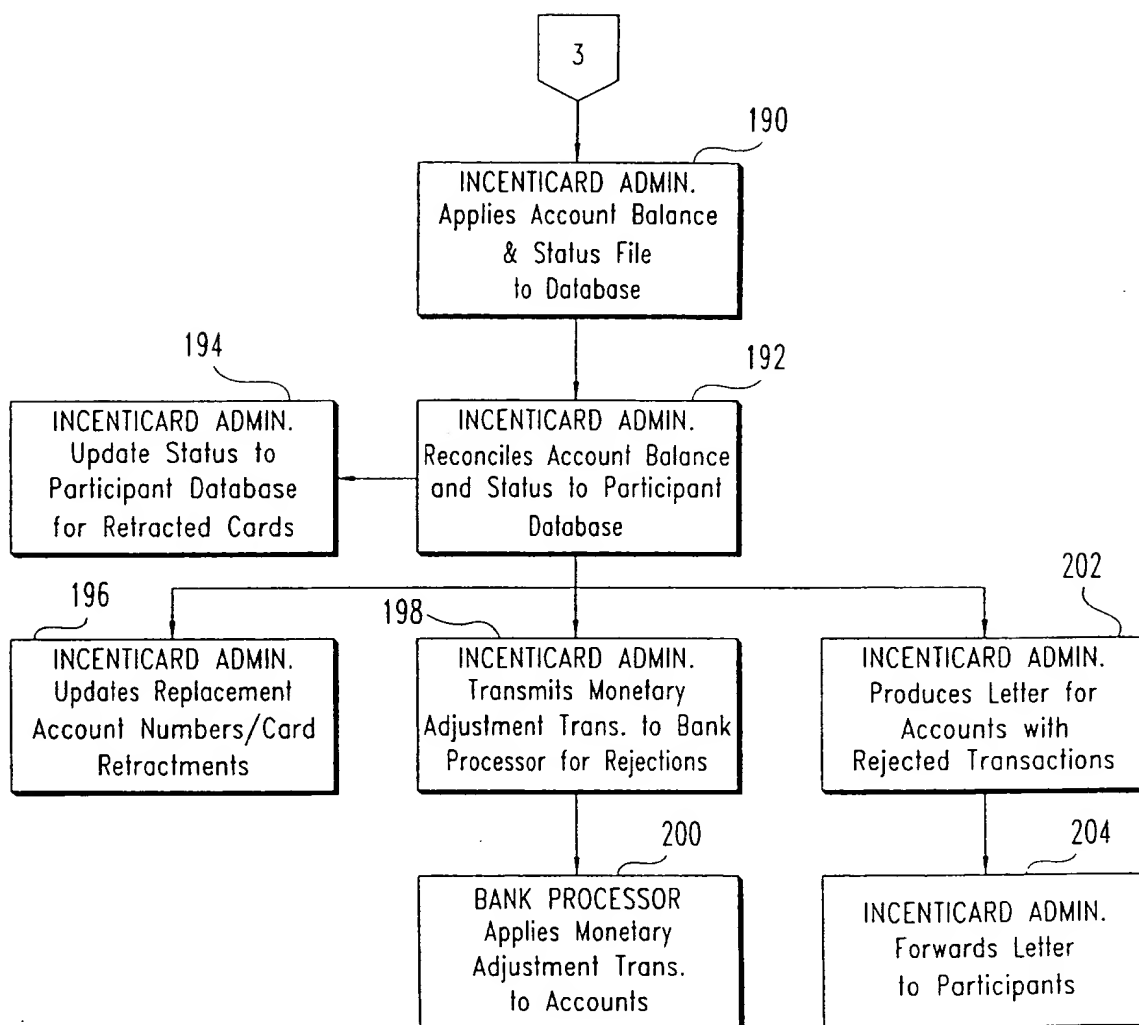 3
190
INCENTICARD ADMIN.
Applies Account Balance
& Status File
to Database
194
INCENTICARD ADMIN.
Update Status to
Participant Database
for Retracted Cards
192
INCENTICARD ADMIN.
Reconciles Account Balance
and Status to Participant
Database
196
INCENTICARD ADMIN.
Updates Replacement
Account Numbers/Card
Retractments
198
INCENTICARD ADMIN.
Transmits Monetary
Adjustment Trans. to Bank
Processor for Rejections
202
INCENTICARD ADMIN.
Produces Letter for
Accounts with
Rejected Transactions
200
BANK PROCESSOR
Applies Monetary
Adjustment Trans.
to Accounts
204
INCENTICARD ADMIN.
Forwards Letter
to Participants